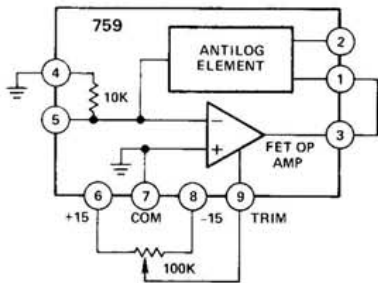 759
ANTILOG
ELEMENT
2
1
4
10K
5
−
+
3
FET OP
AMP
6
7
8
9
+15
COM
−15
TRIM
100K